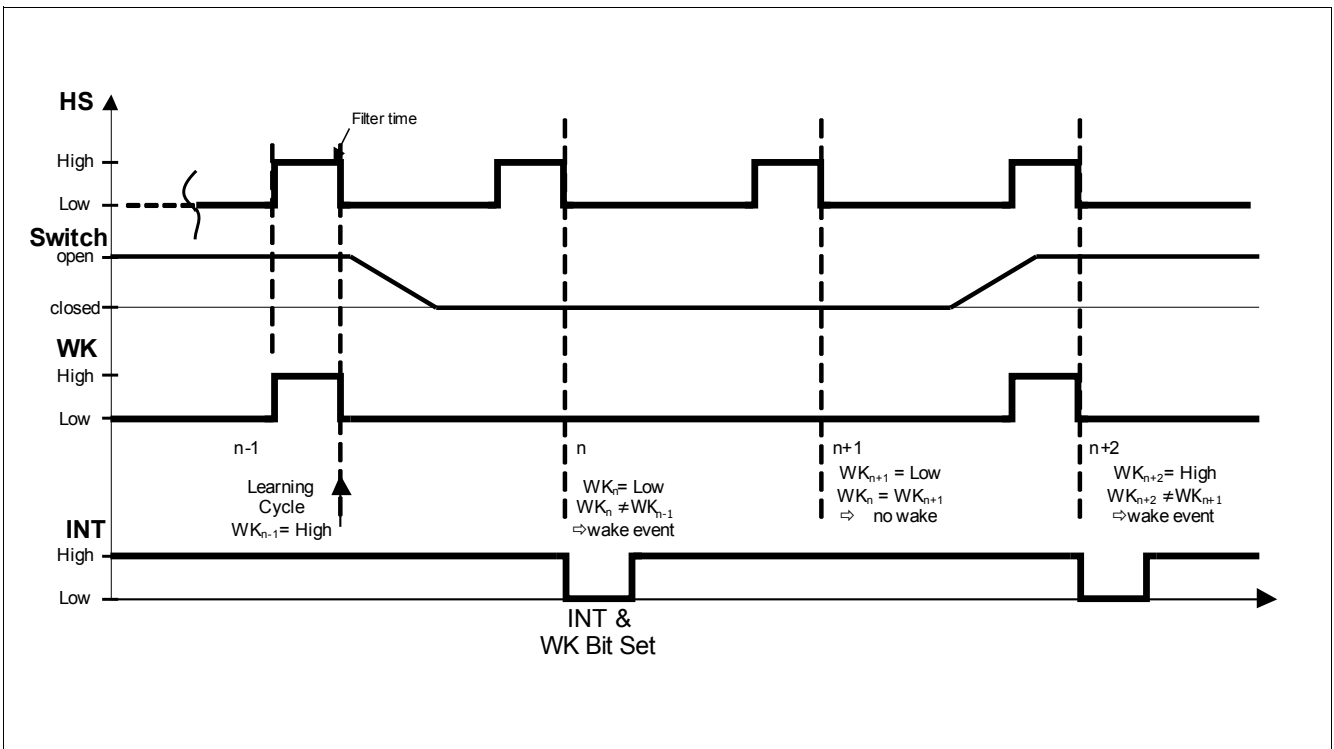 HS
Filter time
High
Low
Switch
open
closed
WK
High
Low
n-1
n
n+1
n+2
Learning
Cycle
WKn-1= High
WKn= Low
WKn ≠WKn-1
⇨wake event
WKn+1 = Low
WKn = WKn+1
⇨ no wake
WKn+2 = High
WKn+2 ≠WKn+1
⇨wake event
INT
High
Low
INT &
WK Bit Set